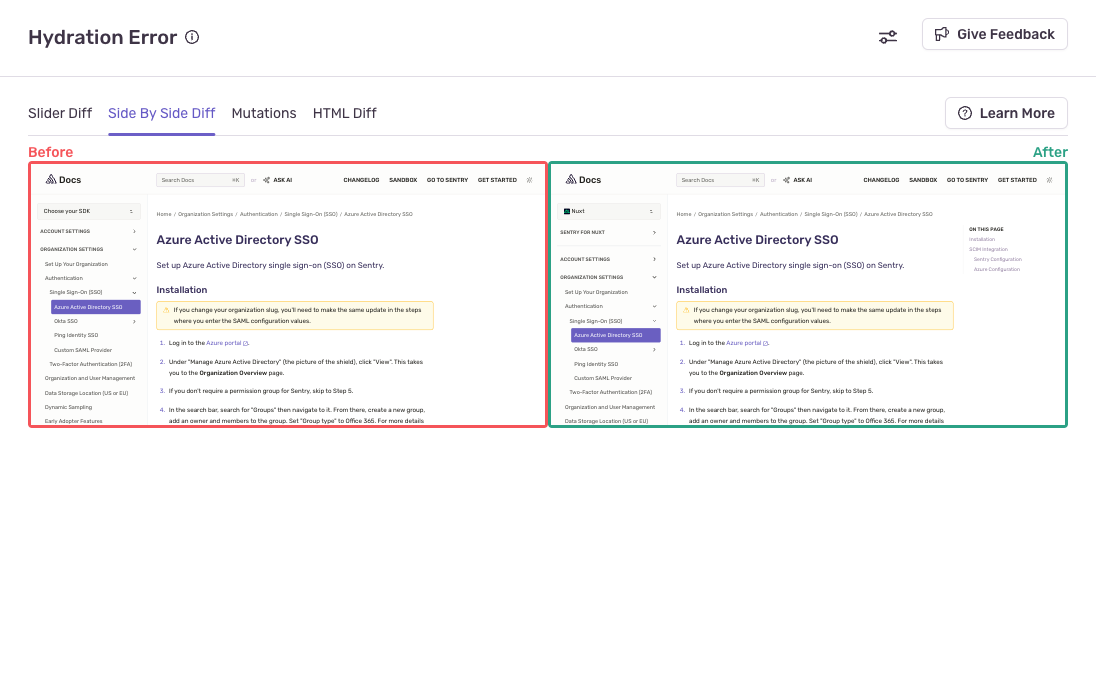 Hydration Error
Give Feedback
Slider Diff
Side By Side Diff
Mutations
HTML Diff
Learn More
Before
After
Docs
Search Docs ⌘K
or
ASK AI
CHANGELOG
SANDBOX
GO TO SENTRY
GET STARTED
Choose your SDK
ACCOUNT SETTINGS
ORGANIZATION SETTINGS
Set Up Your Organization
Authentication
Single Sign-On (SSO)
Azure Active Directory SSO
Okta SSO
Ping Identity SSO
Custom SAML Provider
Two-Factor Authentication (2FA)
Organization and User Management
Data Storage Location (US or EU)
Dynamic Sampling
Early Adopter Features
Home / Organization Settings / Authentication / Single Sign-On (SSO) / Azure Active Directory SSO
Azure Active Directory SSO
Set up Azure Active Directory single sign-on (SSO) on Sentry.
Installation
If you change your organization slug, you'll need to make the same update in the steps
where you enter the SAML configuration values.
1. Log in to the Azure portal.
2. Under "Manage Azure Active Directory" (the picture of the shield), click "View". This takes
you to the Organization Overview page.
3. If you don't require a permission group for Sentry, skip to Step 5.
4. In the search bar, search for "Groups" then navigate to it. From there, create a new group,
add an owner and members to the group. Set "Group type" to Office 365. For more details
Docs
Search Docs ⌘K
or
ASK AI
CHANGELOG
SANDBOX
GO TO SENTRY
GET STARTED
Nuxt
SENTRY FOR NUXT
ACCOUNT SETTINGS
ORGANIZATION SETTINGS
Set Up Your Organization
Authentication
Single Sign-On (SSO)
Azure Active Directory SSO
Okta SSO
Ping Identity SSO
Custom SAML Provider
Two-Factor Authentication (2FA)
Organization and User Management
Data Storage Location (US or EU)
Home / Organization Settings / Authentication / Single Sign-On (SSO) / Azure Active Directory SSO
Azure Active Directory SSO
Set up Azure Active Directory single sign-on (SSO) on Sentry.
Installation
If you change your organization slug, you'll need to make the same update in the steps
where you enter the SAML configuration values.
1. Log in to the Azure portal.
2. Under "Manage Azure Active Directory" (the picture of the shield), click "View". This takes
you to the Organization Overview page.
3. If you don't require a permission group for Sentry, skip to Step 5.
4. In the search bar, search for "Groups" then navigate to it. From there, create a new group,
add an owner and members to the group. Set "Group type" to Office 365. For more details
ON THIS PAGE
Installation
SCIM Integration
Sentry Configuration
Azure Configuration